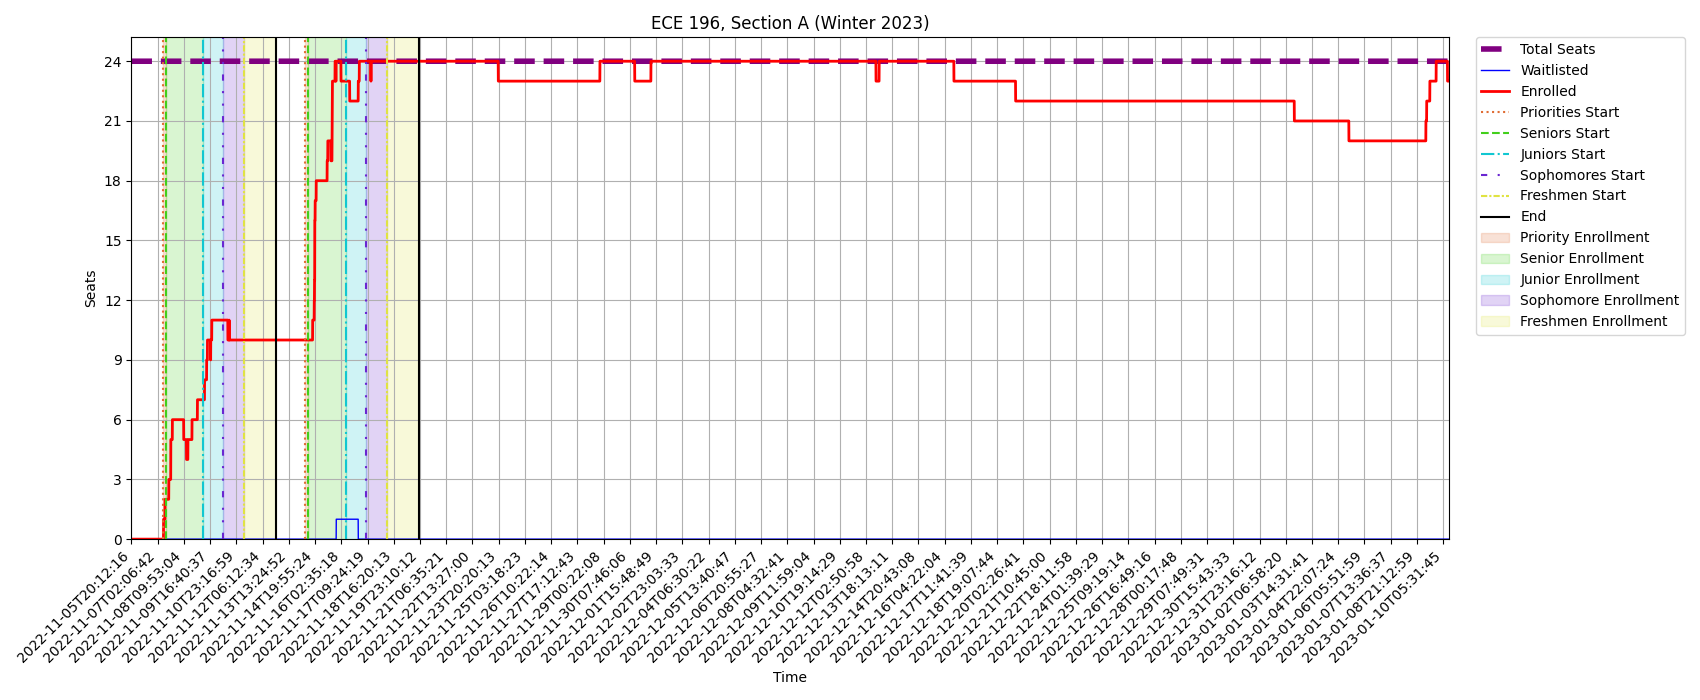 ECE 196, Section A (Winter 2023)
Seats
24
21
18
15
12
9
6
3
0
2022-11-05T20:12:16
2022-11-07T02:06:42
2022-11-08T09:53:04
2022-11-09T16:40:37
2022-11-10T23:16:59
2022-11-12T06:12:34
2022-11-13T13:24:52
2022-11-14T19:55:24
2022-11-16T02:35:18
2022-11-17T09:24:19
2022-11-18T16:20:13
2022-11-19T23:10:12
2022-11-21T06:35:21
2022-11-22T13:27:00
2022-11-23T20:20:13
2022-11-25T03:18:23
2022-11-26T10:22:14
2022-11-27T17:12:43
2022-11-29T00:22:08
2022-11-30T07:46:06
2022-12-01T15:48:49
2022-12-02T23:03:33
2022-12-04T06:30:22
2022-12-05T13:40:47
2022-12-06T20:55:27
2022-12-08T04:32:41
2022-12-09T11:59:04
2022-12-10T19:14:29
2022-12-12T02:50:58
2022-12-13T18:13:11
2022-12-14T20:43:08
2022-12-16T04:22:04
2022-12-17T11:41:39
2022-12-18T19:07:44
2022-12-20T02:26:41
2022-12-21T10:45:00
2022-12-22T18:11:58
2022-12-24T01:39:29
2022-12-25T09:19:14
2022-12-26T16:49:16
2022-12-28T00:17:48
2022-12-29T07:49:31
2022-12-30T15:43:33
2022-12-31T23:16:12
2023-01-02T06:58:20
2023-01-03T14:31:41
2023-01-04T22:07:24
2023-01-06T05:51:59
2023-01-07T13:36:37
2023-01-08T21:12:59
2023-01-10T05:31:45
Time
Total Seats
Waitlisted
Enrolled
Priorities Start
Seniors Start
Juniors Start
Sophomores Start
Freshmen Start
End
Priority Enrollment
Senior Enrollment
Junior Enrollment
Sophomore Enrollment
Freshmen Enrollment